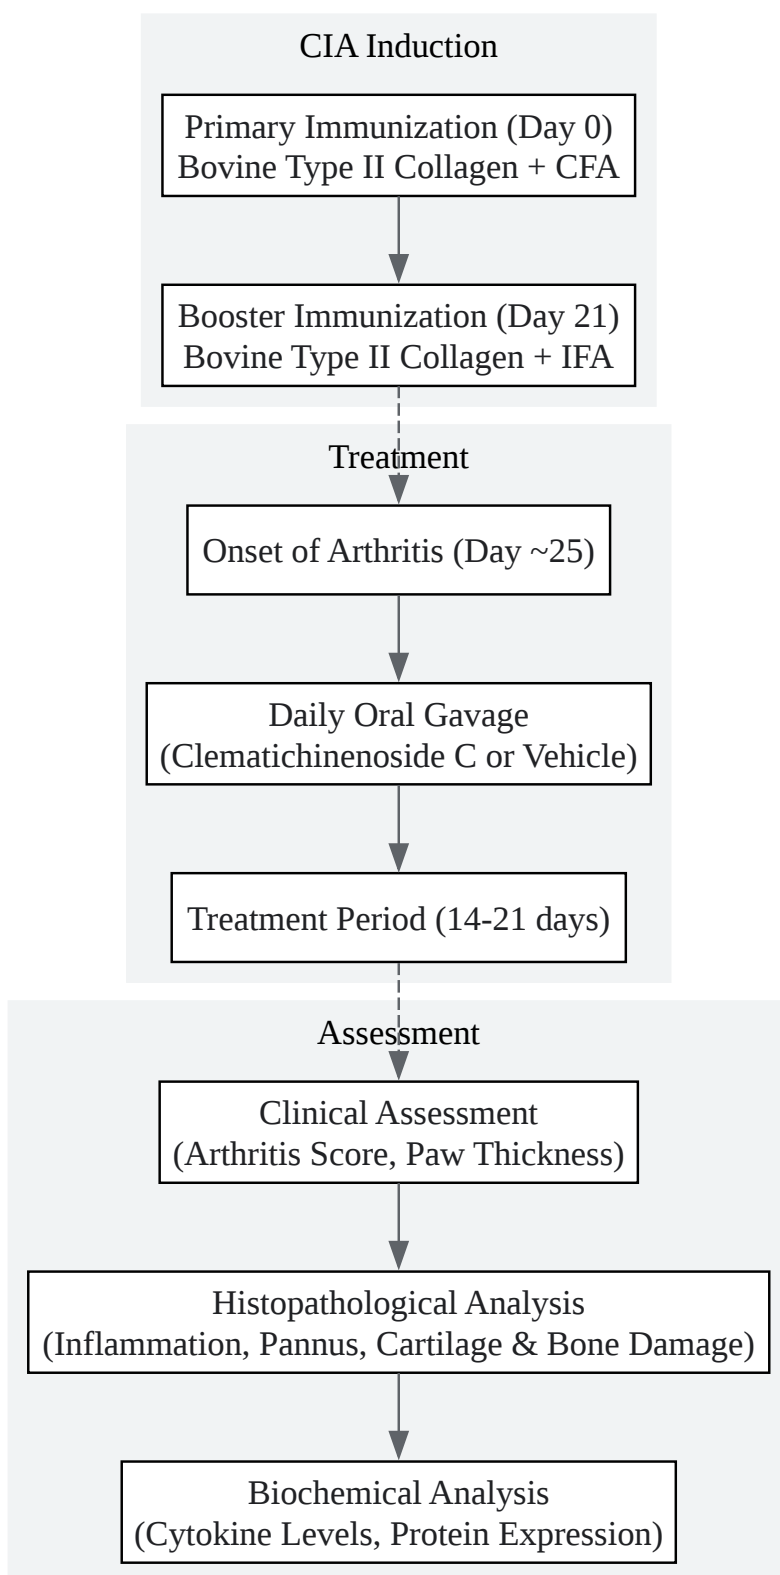 CIA Induction
Primary Immunization (Day 0)
Bovine Type II Collagen + CFA
Booster Immunization (Day 21)
Bovine Type II Collagen + IFA
Treatment
Onset of Arthritis (Day ~25)
Daily Oral Gavage
(Clematichinenoside C or Vehicle)
Treatment Period (14-21 days)
Assessment
Clinical Assessment
(Arthritis Score, Paw Thickness)
Histopathological Analysis
(Inflammation, Pannus, Cartilage & Bone Damage)
Biochemical Analysis
(Cytokine Levels, Protein Expression)